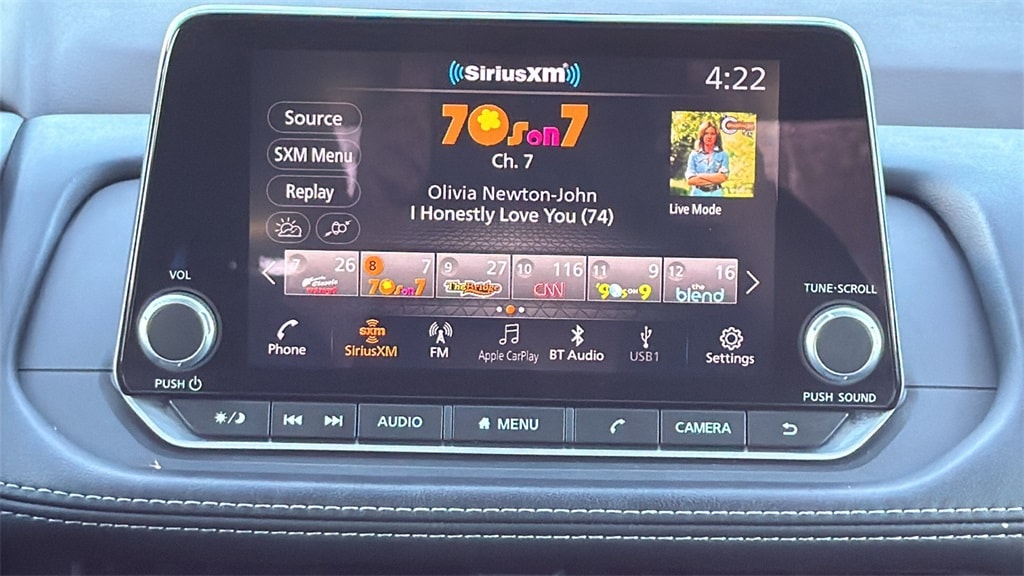 SiriusXM
4:22
70s on 7
Ch. 7
Olivia Newton-John
I Honestly Love You (74)
Live Mode
Source
SXM Menu
Replay
7 26
8 7
70s on 7
9 27
The Bridge
10 116
CNN
11 9
'90s on 9
12 16
the blend
Phone
sxm
SiriusXM
FM
Apple CarPlay
BT Audio
USB1
Settings
VOL
PUSH
TUNE·SCROLL
PUSH SOUND
AUDIO
MENU
CAMERA